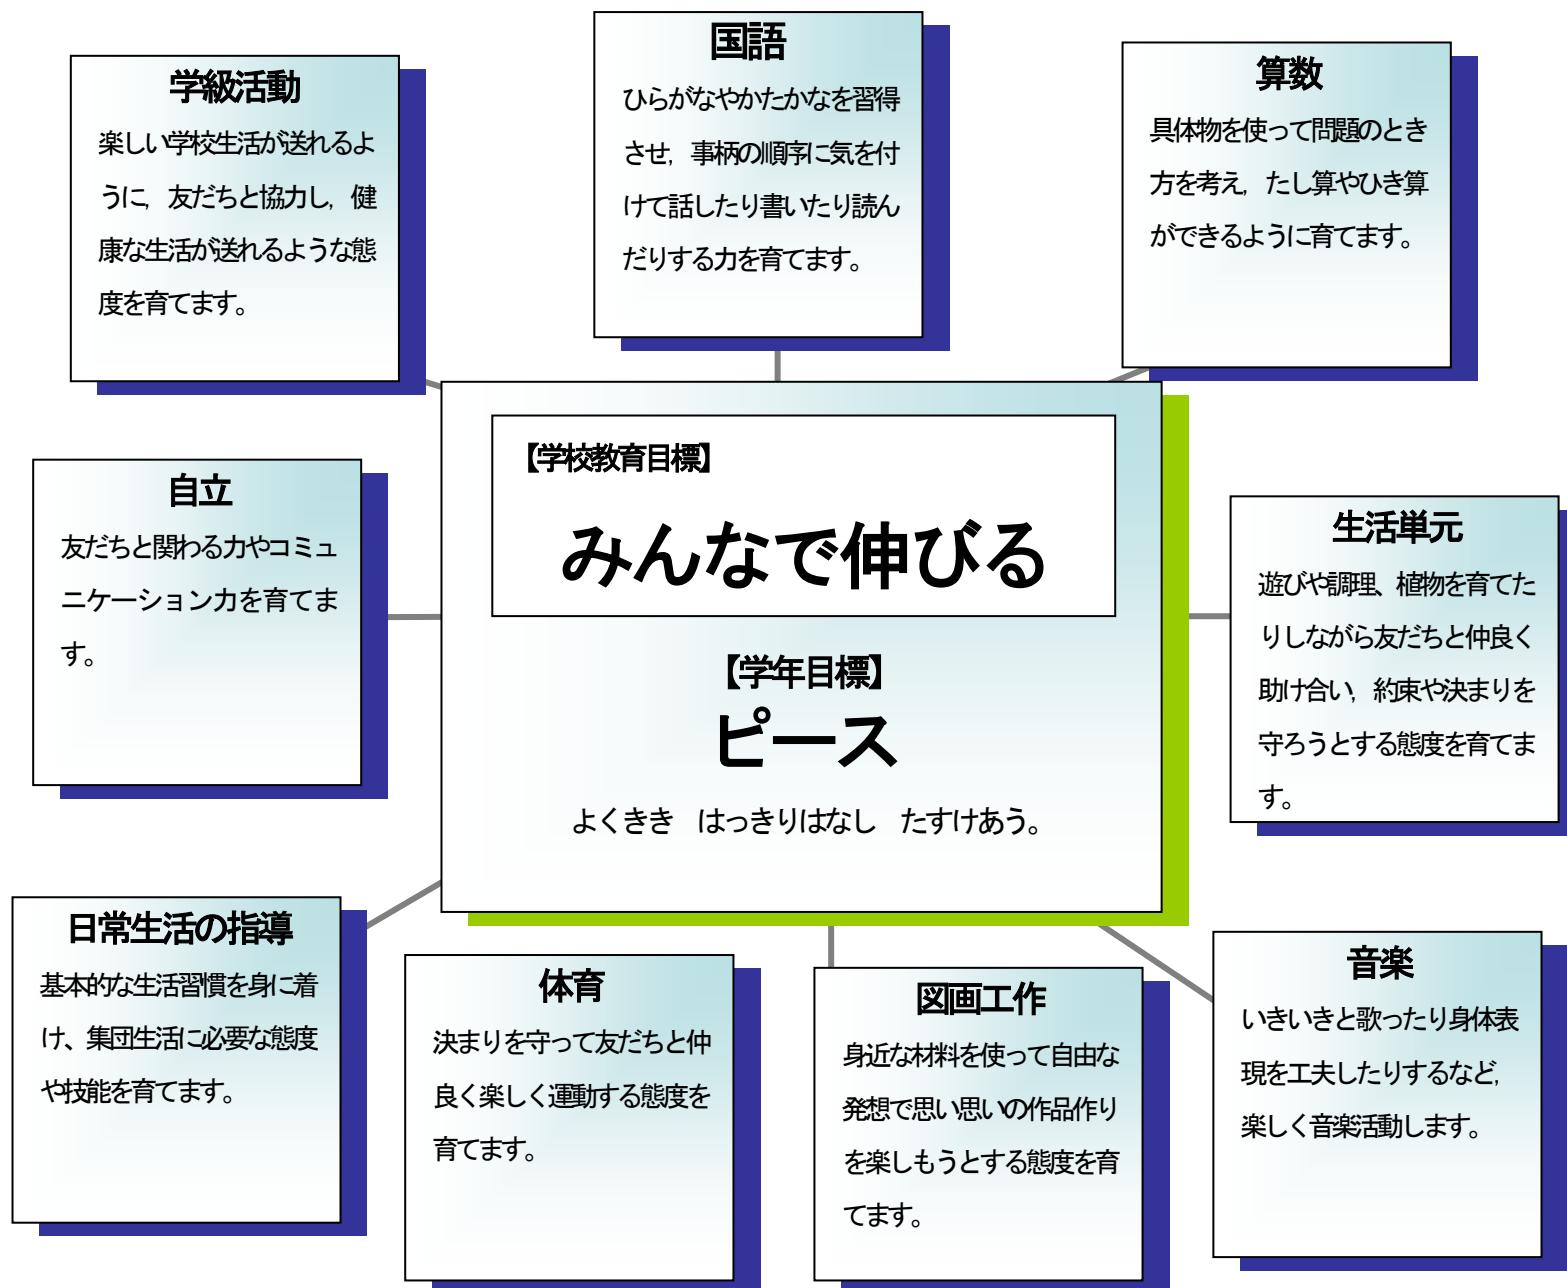 学級活動
楽しい学校生活が送れるよ
うに，友だちと協力し，健
康な生活が送れるような態
度を育てます。
国語
ひらがなやかたかなを習得
させ，事柄の順序に気を付
けて話したり書いたり読ん
だりする力を育てます。
算数
具体物を使って問題のとき
方を考え，たし算やひき算
ができるように育てます。
自立
友だちと関わる力やコミュ
ニケーション力を育てま
す。
【学校教育目標】
みんなで伸びる
【学年目標】
ピース
よくきき　はっきりはなし　たすけあう。
生活単元
遊びや調理、植物を育てた
りしながら友だちと仲良く
助け合い，約束や決まりを
守ろうとする態度を育てま
す。
日常生活の指導
基本的な生活習慣を身に着
け、集団生活に必要な態度
や技能を育てます。
体育
決まりを守って友だちと仲
良く楽しく運動する態度を
育てます。
図画工作
身近な材料を使って自由な
発想で思い思いの作品作り
を楽しもうとする態度を育
てます。
音楽
いきいきと歌ったり身体表
現を工夫したりするなど，
楽しく音楽活動します。